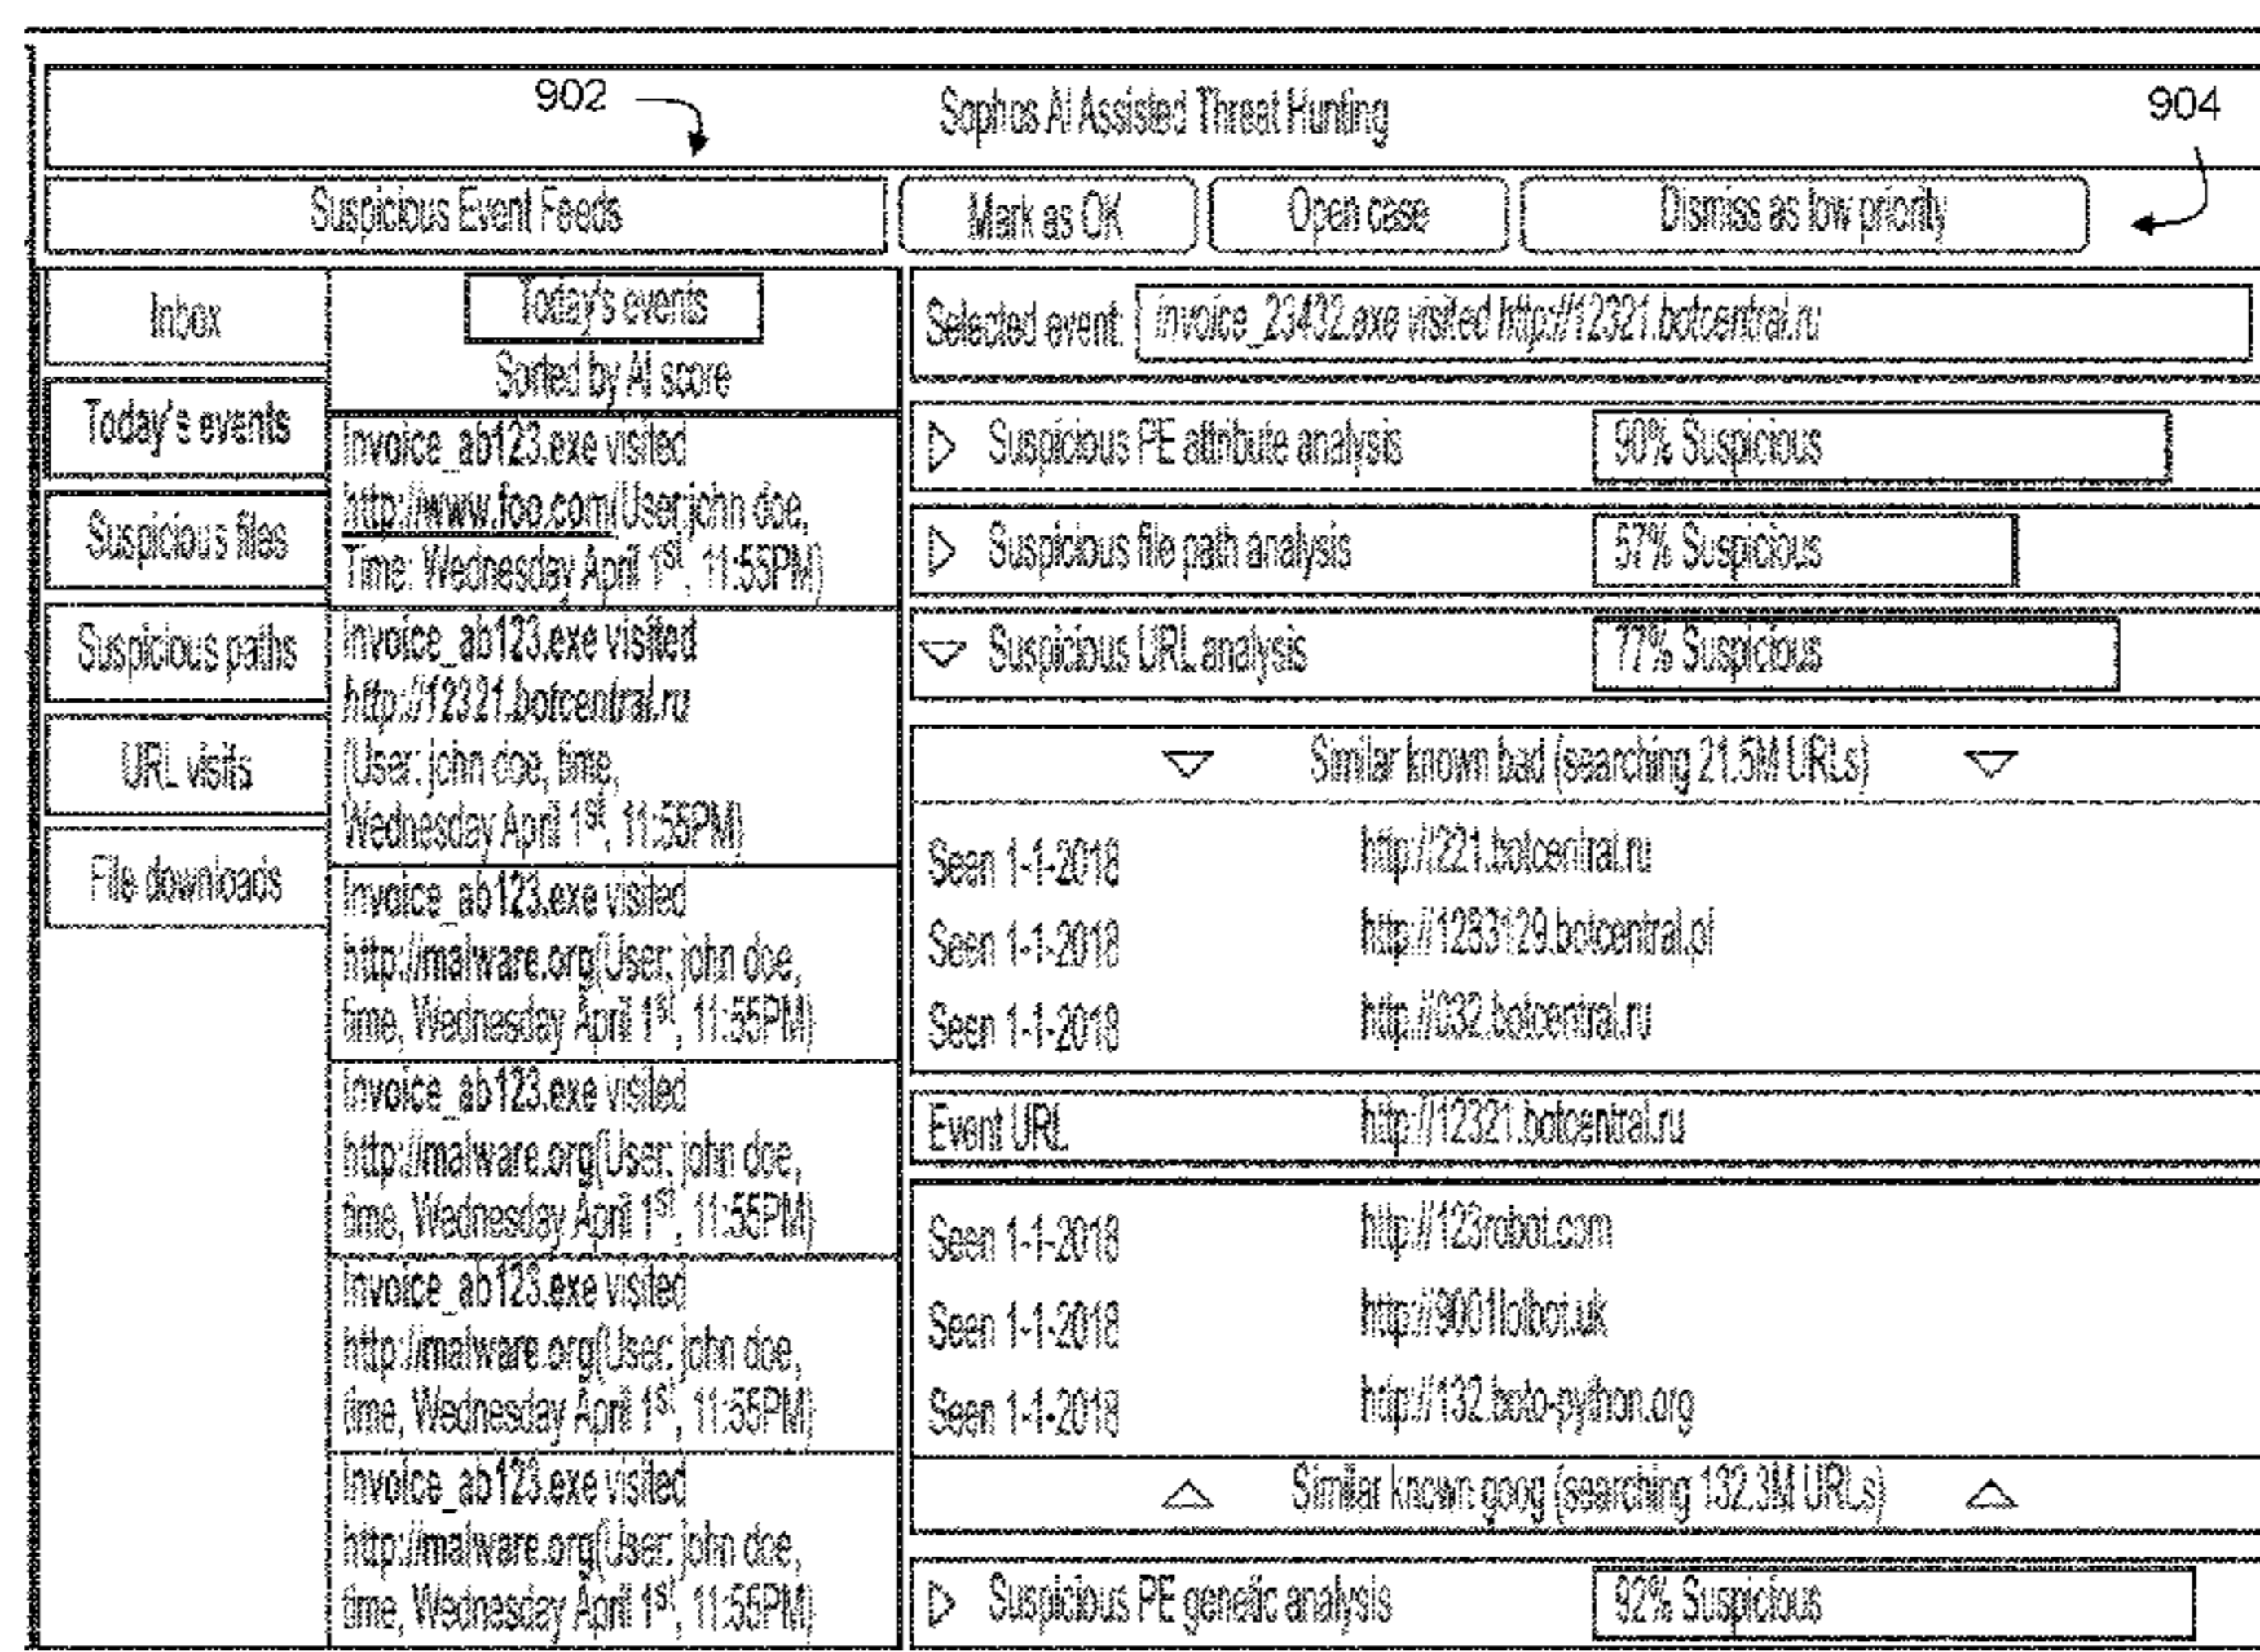 902
Sophos AI Assisted Threat Hunting
904
Suspicious Event Feeds
Mark as OK
Open case
Dismiss as low priority
Inbox
Today's events
Suspicious files
Suspicious paths
URL visits
File downloads
Today's events
Sorted by AI score
Invoice_ab123.exe visited
http://www.foo.com(User:john doe,
Time: Wednesday April 1st, 11:55PM)
Invoice_ab123.exe visited
http://12321.botcentral.ru
(User: john doe, time,
Wednesday April 1st, 11:55PM)
Invoice_ab123.exe visited
http://malware.org(User: john doe,
time, Wednesday April 1st, 11:55PM)
Invoice_ab123.exe visited
http://malware.org(User: john doe,
time, Wednesday April 1st, 11:55PM)
Invoice_ab123.exe visited
http://malware.org(User: john doe,
time, Wednesday April 1st, 11:55PM)
Invoice_ab123.exe visited
http://malware.org(User: john doe,
time, Wednesday April 1st, 11:55PM)
Selected event: invoice_23432.exe visited http://12321.botcentral.ru
Suspicious PE attribute analysis 90% Suspicious
Suspicious file path analysis 57% Suspicious
Suspicious URL analysis 77% Suspicious
Similar known bad (searching 21.5M URLs)
Seen 1-1-2018 http://221.botcentral.ru
Seen 1-1-2018 http://1283129.botcentral.pf
Seen 1-1-2018 http://032.botcentral.ru
Event URL http://12321.botcentral.ru
Seen 1-1-2018 http://123robot.com
Seen 1-1-2018 http://9001lolbot.uk
Seen 1-1-2018 http://132.boto-python.org
Similar known goog (searching 132.3M URLs)
Suspicious PE genetic analysis 92% Suspicious